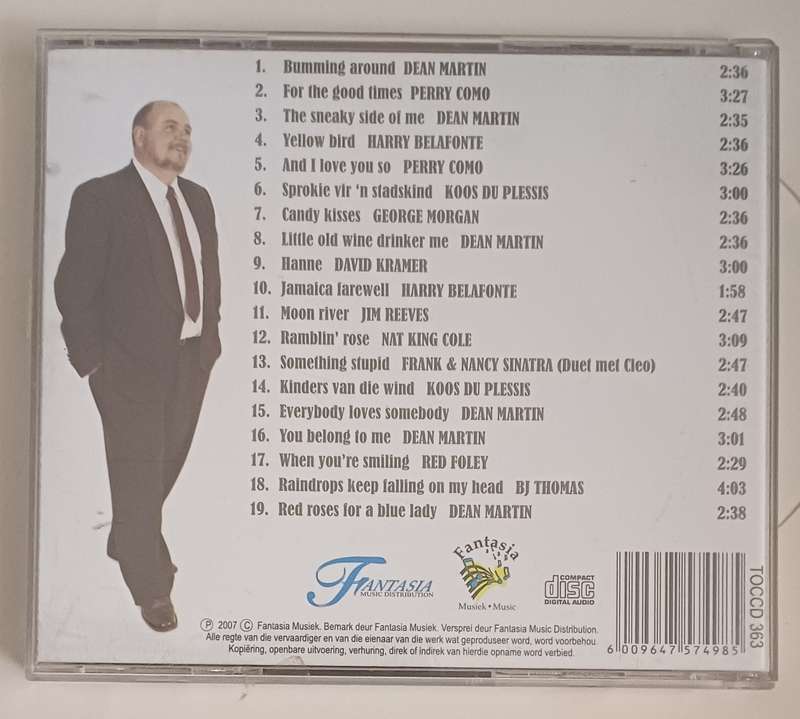 1. Bumming around DEAN MARTIN 2:36
2. For the good times PERRY COMO 3:27
3. The sneaky side of me DEAN MARTIN 2:35
4. Yellow bird HARRY BELAFONTE 2:36
5. And I love you so PERRY COMO 3:26
6. Sprokie vir ‘n stadskind KOOS DU PLESSIS 3:00
7. Candy kisses GEORGE MORGAN 2:36
8. Little old wine drinker me DEAN MARTIN 2:36
9. Hanne DAVID KRAMER 3:00
10. Jamaica farewell HARRY BELAFONTE 1:58
11. Moon river JIM REEVES 2:47
12. Ramblin' rose NAT KING COLE 3:09
13. Something stupid FRANK & NANCY SINATRA (Duet met Cleo) 2:47
14. Kinders van die wind KOOS DU PLESSIS 2:40
15. Everybody loves somebody DEAN MARTIN 2:48
16. You belong to me DEAN MARTIN 3:01
17. When you're smiling RED FOLEY 2:29
18. Raindrops keep falling on my head BJ THOMAS 4:03
19. Red roses for a blue lady DEAN MARTIN 2:38
FANTASIA
MUSIC DISTRIBUTION
Fantasia
Musiek • Music
COMPACT
disc
DIGITAL AUDIO
Ⓟ 2007 Ⓒ Fantasia Musiek. Bemark deur Fantasia Musiek. Versprei deur Fantasia Music Distribution.
Alle regte van die vervaardiger en van die eienaar van die werk wat geproduseer word, word voorbehou.
Kopiëring, openbare uitvoering, verhuring, direk of indirek van hierdie opname word verbied.
6 009647 574985
TOCCD 363